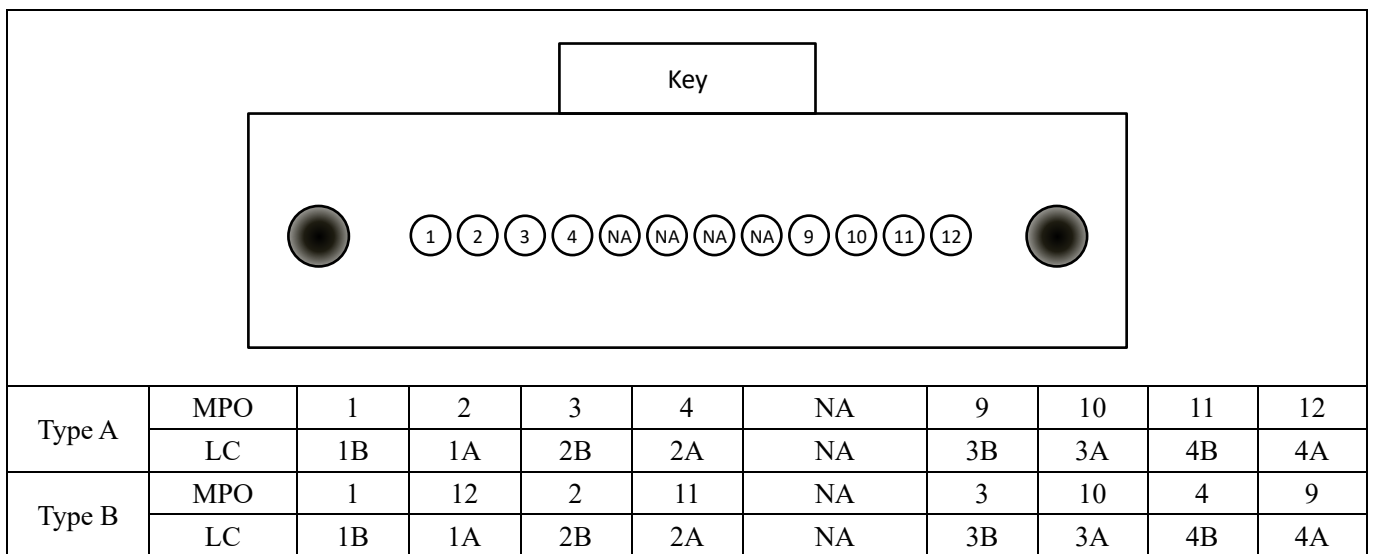 Key
1 2 3 4 NA NA NA NA 9 10 11 12
Type A MPO 1 2 3 4 NA 9 10 11 12
LC 1B 1A 2B 2A NA 3B 3A 4B 4A
Type B MPO 1 12 2 11 NA 3 10 4 9
LC 1B 1A 2B 2A NA 3B 3A 4B 4A